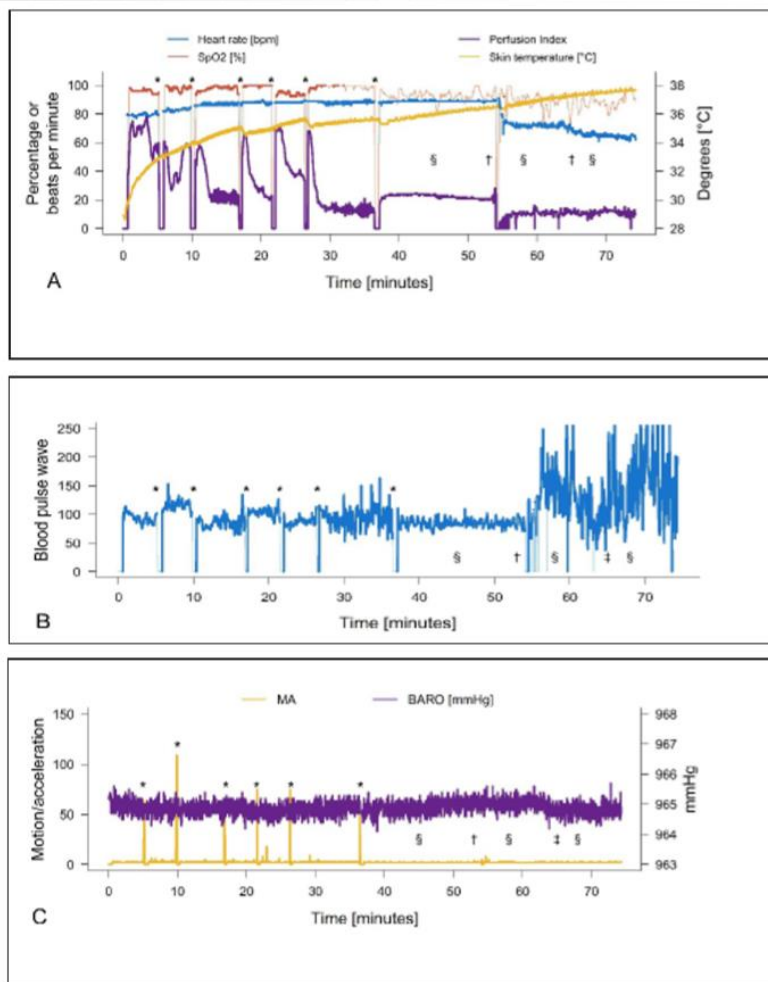 Heart rate [bpm] Perfusion Index
SpO2 [%] Skin temperature [°C]
* * * * * *
100 38
80 36
60 34
40 32
20 30
0 28
§ † § † §
Percentage or
beats per minute
Degrees [°C]
0 10 20 30 40 50 60 70
Time [minutes]
A
250
200
150
100
50
0
* * * * * *
§ † § ‡ §
Blood pulse wave
0 10 20 30 40 50 60 70
Time [minutes]
B
MA BARO [mmHg]
150 968
967
100 966
965
50 964
0 963
* * * * * *
§ † § ‡ §
Motion/acceleration
mmHg
0 10 20 30 40 50 60 70
Time [minutes]
C